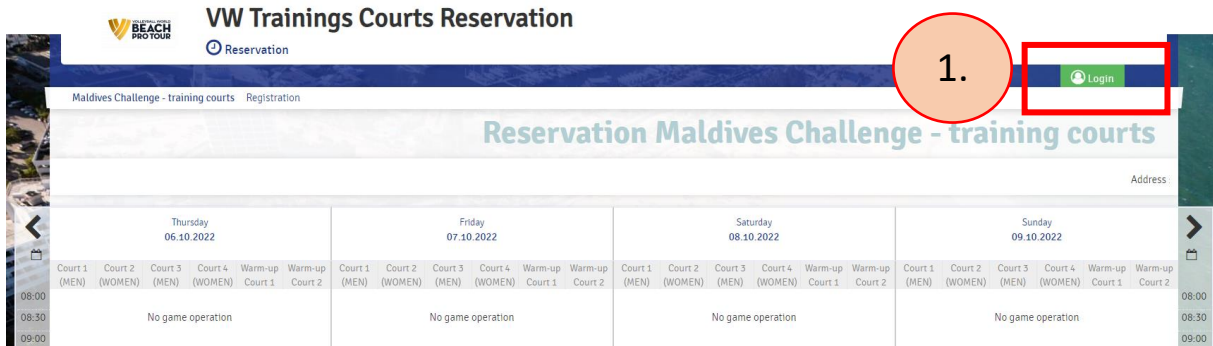 VOLLEYBALL WORLD
BEACH
PRO TOUR
VW Trainings Courts Reservation
Reservation
1.
Login
Maldives Challenge - training courts Registration
Reservation Maldives Challenge - training courts
Address:
Thursday
06.10.2022
Friday
07.10.2022
Saturday
08.10.2022
Sunday
09.10.2022
Court 1 Court 2 Court 3 Court 4 Warm-up Warm-up Court 1 Court 2 Court 3 Court 4 Warm-up Warm-up Court 1 Court 2 Court 3 Court 4 Warm-up Warm-up Court 1 Court 2 Court 3 Court 4 Warm-up Warm-up
(MEN) (WOMEN) (MEN) (WOMEN) Court 1 Court 2 (MEN) (WOMEN) (MEN) (WOMEN) Court 1 Court 2 (MEN) (WOMEN) (MEN) (WOMEN) Court 1 Court 2 (MEN) (WOMEN) (MEN) (WOMEN) Court 1 Court 2
08:00 08:00
08:30 No game operation No game operation No game operation No game operation 08:30
09:00 09:00